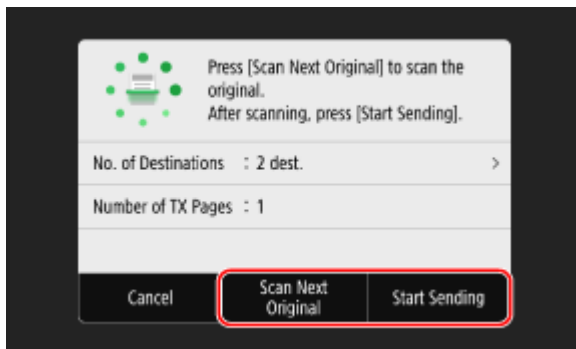 Press [Scan Next Original] to scan the
original.
After scanning, press [Start Sending].
No. of Destinations : 2 dest. >
Number of TX Pages : 1
Cancel
Scan Next
Original
Start Sending